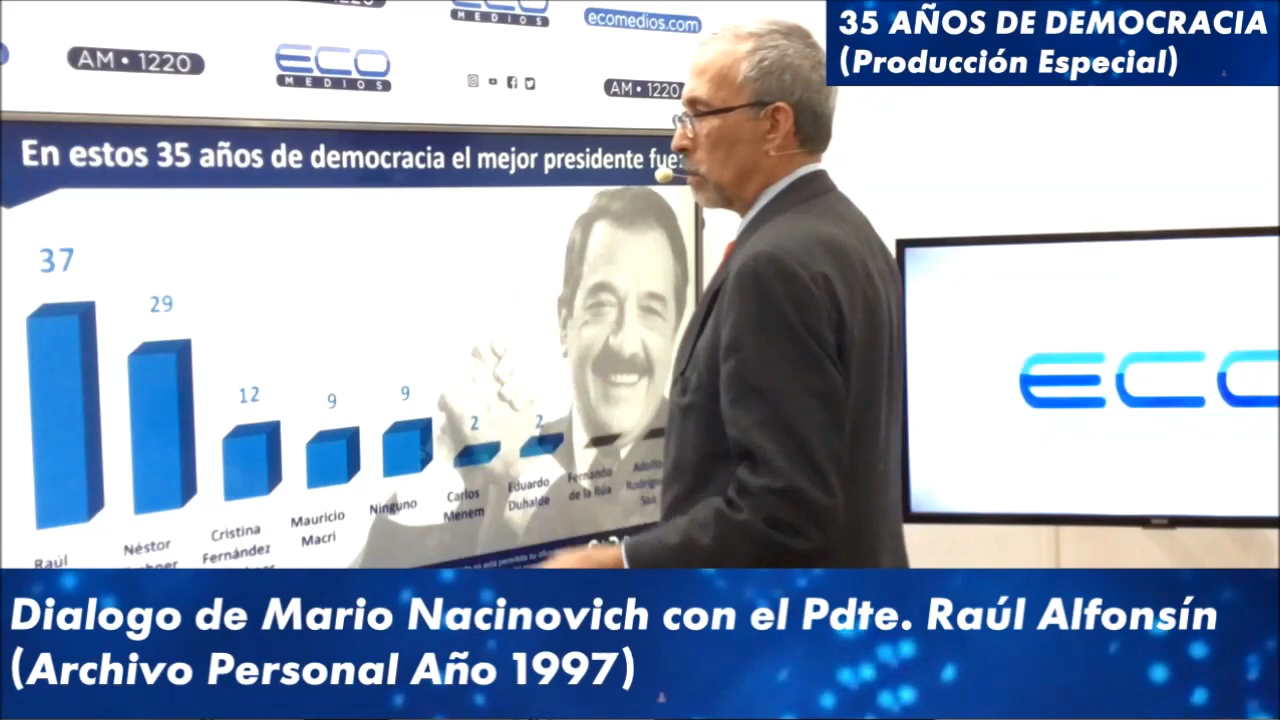 ECO
MEDIOS
ecomedios.com
AM • 1220
ECO
MEDIOS
AM • 1220
35 AÑOS DE DEMOCRACIA
(Producción Especial)
En estos 35 años de democracia el mejor presidente fue:
37
29
12
9
9
2
2
Raúl
Néstor
Cristina
Fernández
Mauricio
Macri
Ninguno
Carlos
Menem
Eduardo
Duhalde
Fernando
de la Rúa
Adolfo
ECO
Dialogo de Mario Nacinovich con el Pdte. Raúl Alfonsín
(Archivo Personal Año 1997)